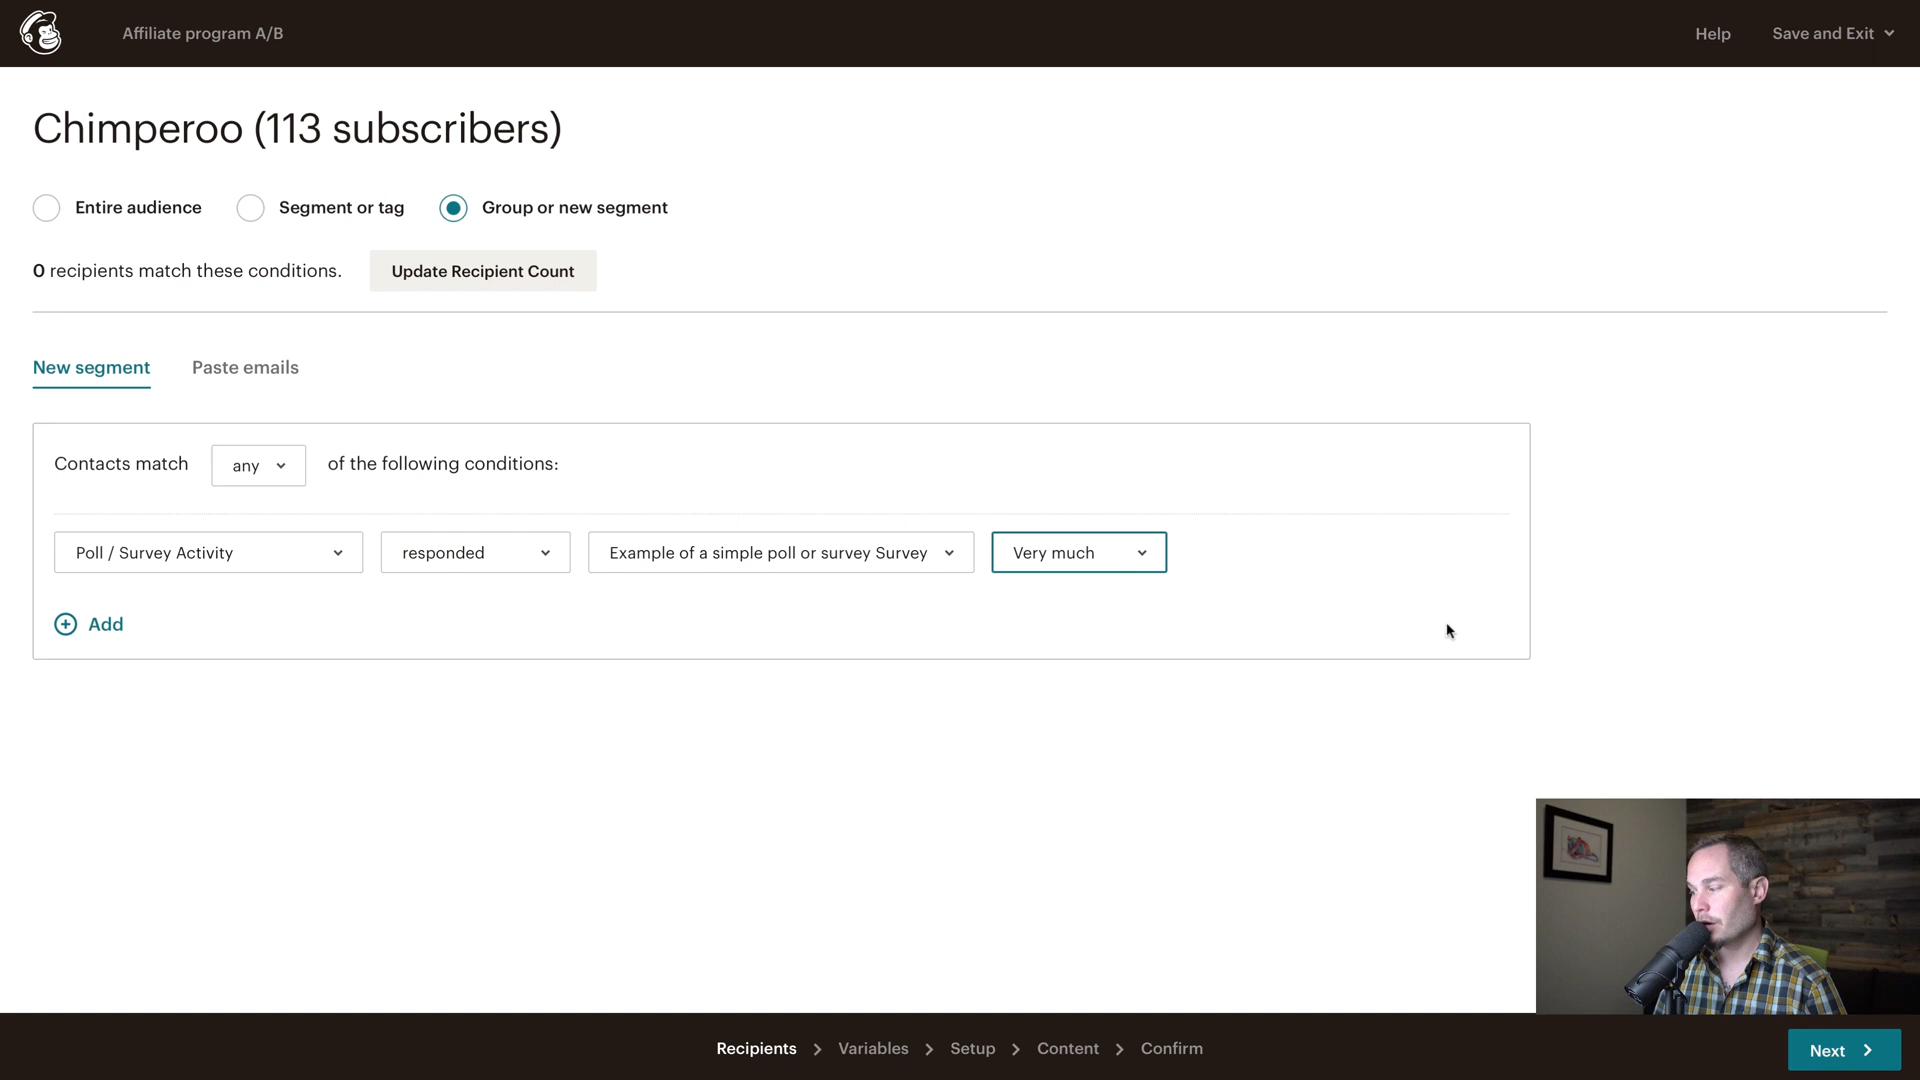 Affiliate program A/B
Help
Save and Exit
Chimperoo (113 subscribers)
Entire audience
Segment or tag
Group or new segment
0 recipients match these conditions.
Update Recipient Count
New segment
Paste emails
Contacts match any of the following conditions:
Poll / Survey Activity
responded
Example of a simple poll or survey Survey
Very much
Add
Recipients > Variables > Setup > Content > Confirm
Next